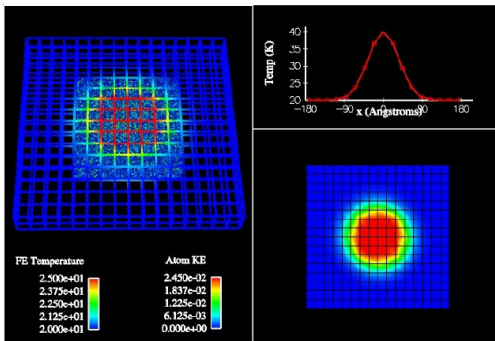 FE Temperature
2.500e+01
2.375e+01
2.250e+01
2.125e+01
2.000e+01
Atom KE
2.450e-02
1.837e-02
1.225e-02
6.125e-03
0.000e+00
Temp (K)
40
35
30
25
20
-180 -90 0 90 180
x (Angstroms)